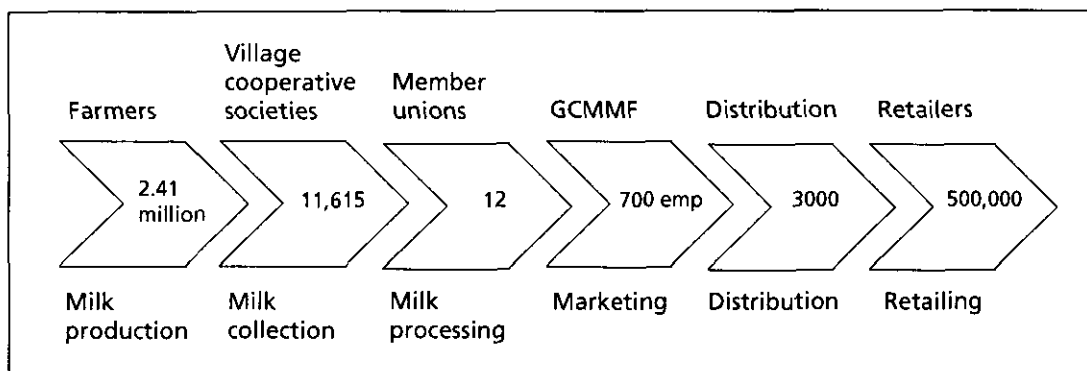 Farmers
Village
cooperative
societies
Member
unions
GCMMF
Distribution
Retailers
2.41
million
11,615
12
700 emp
3000
500,000
Milk
production
Milk
collection
Milk
processing
Marketing
Distribution
Retailing